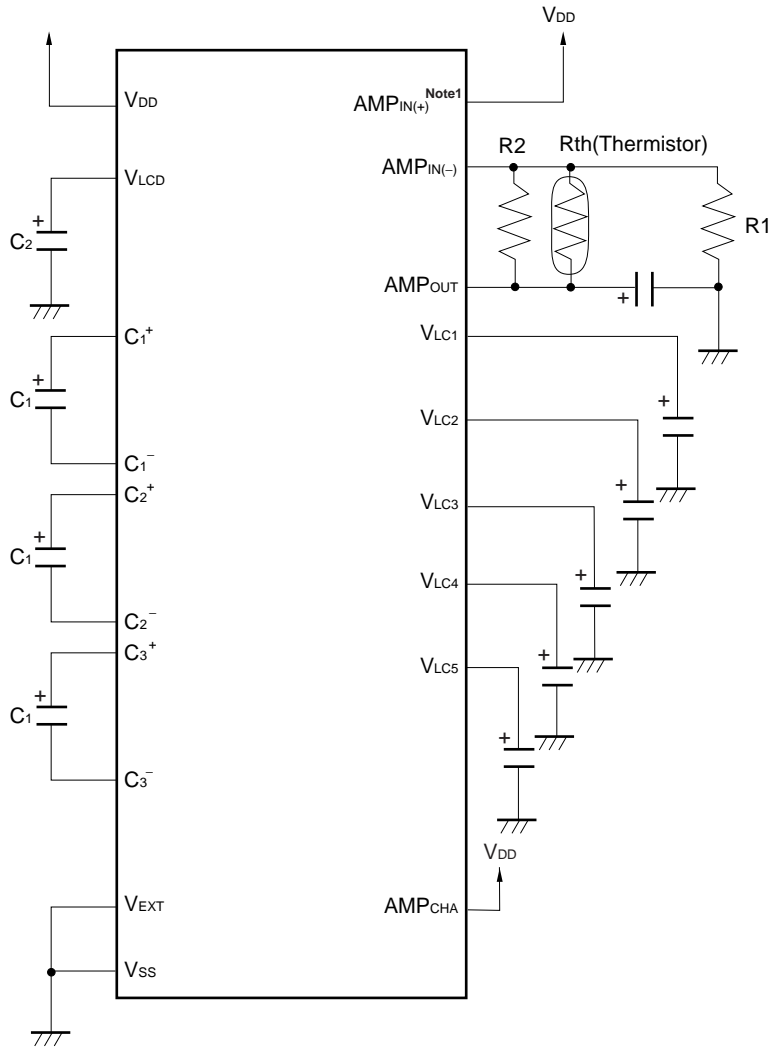 VDD
VDD
AMPIN(+) Note1
R2
Rth(Thermistor)
AMPIN(–)
VLCD
R1
+
C2
AMPOUT
+
C1+
VLC1
+
C1
+
VLC2
C1–
C2+
+
VLC3
+
C1
+
VLC4
C2–
+
C3+
VLC5
+
C1
+
C3–
VDD
VEXT
AMPCHA
VSS